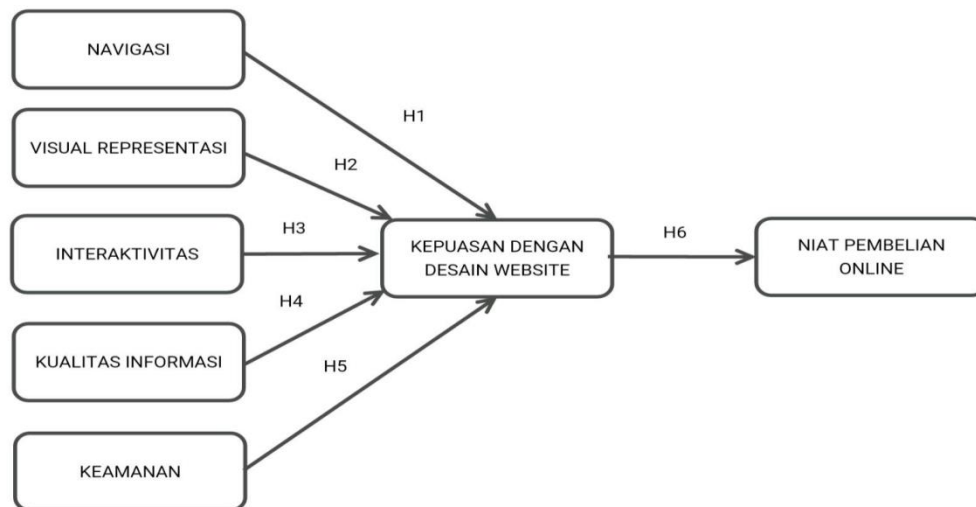 NAVIGASI
H1
VISUAL REPRESENTASI
H2
INTERAKTIVITAS
H3
KEPUASAN DENGAN
DESAIN WEBSITE
H6
NIAT PEMBELIAN
ONLINE
H4
KUALITAS INFORMASI
H5
KEAMANAN